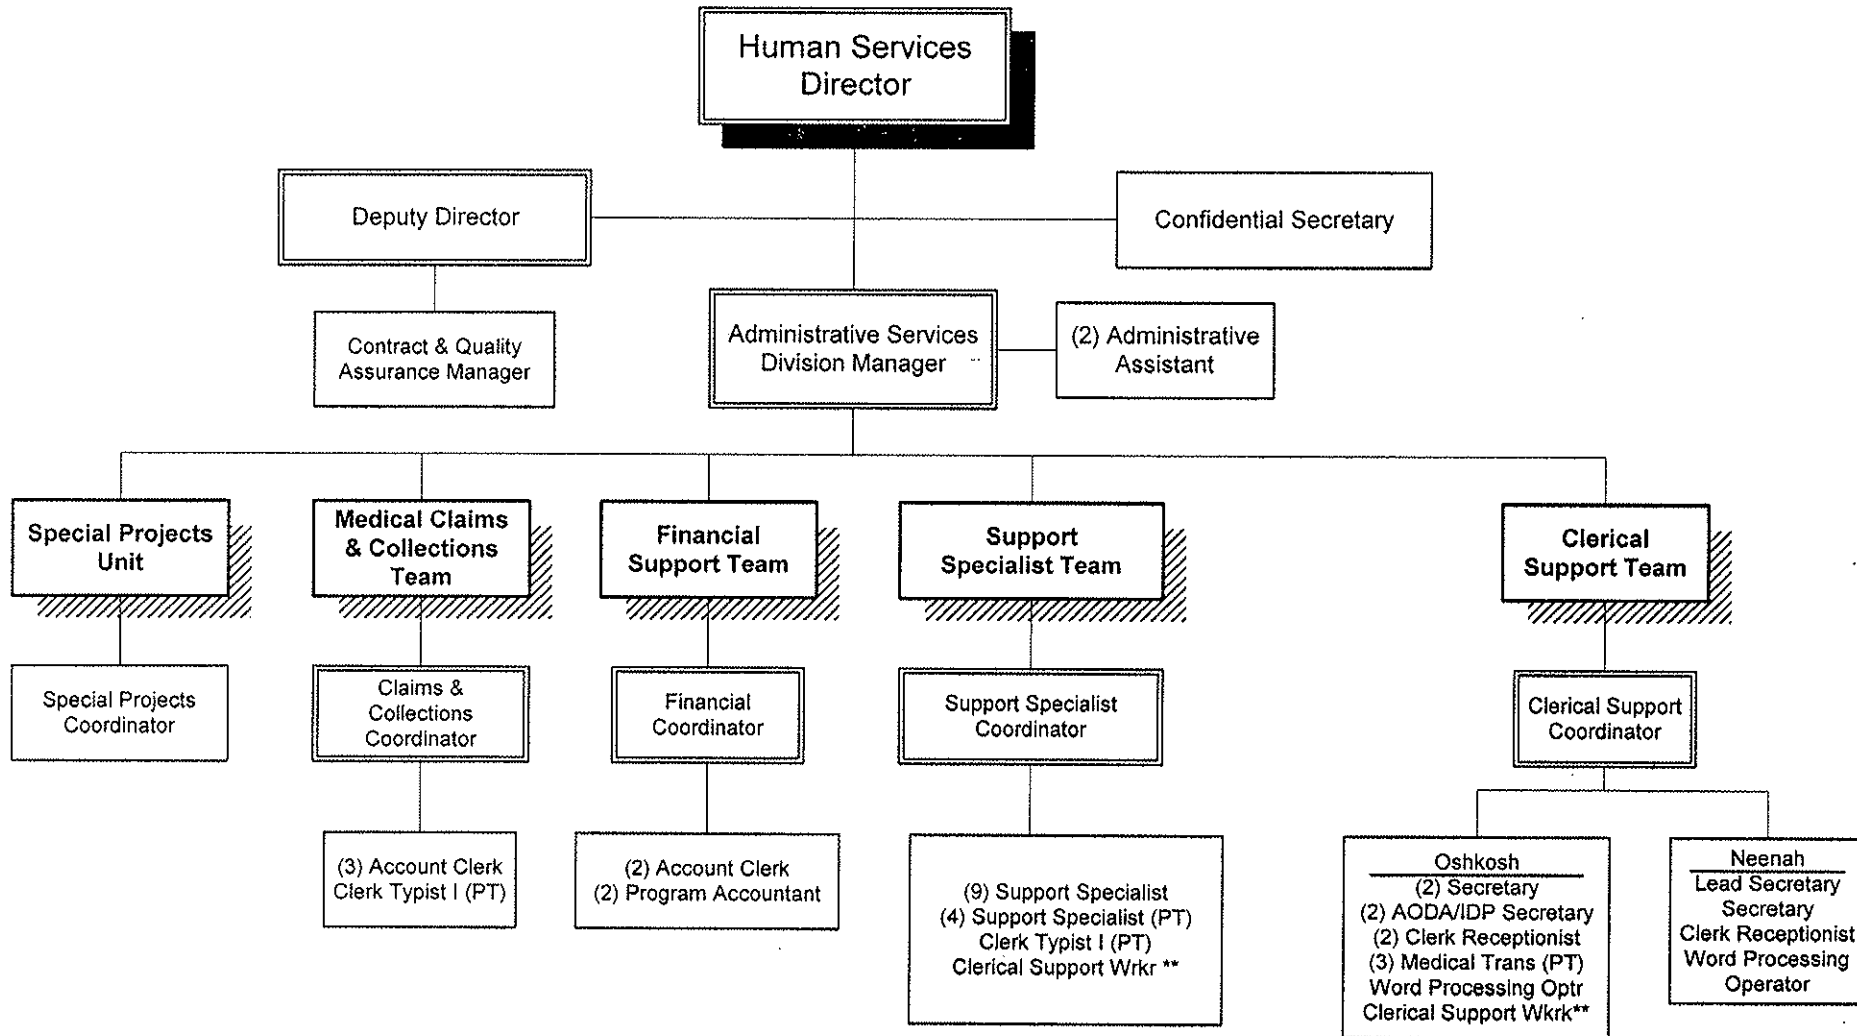 Human Services
Director
Deputy Director
Confidential Secretary
Contract & Quality
Assurance Manager
Administrative Services
Division Manager
(2) Administrative
Assistant
Special Projects
Unit
Medical Claims
& Collections
Team
Financial
Support Team
Support
Specialist Team
Clerical
Support Team
Special Projects
Coordinator
Claims &
Collections
Coordinator
Financial
Coordinator
Support Specialist
Coordinator
Clerical Support
Coordinator
(3) Account Clerk
Clerk Typist I (PT)
(2) Account Clerk
(2) Program Accountant
(9) Support Specialist
(4) Support Specialist (PT)
Clerk Typist I (PT)
Clerical Support Wrkr **
Oshkosh
(2) Secretary
(2) AODA/IDP Secretary
(2) Clerk Receptionist
(3) Medical Trans (PT)
Word Processing Optr
Clerical Support Wkrk**
Neenah
Lead Secretary
Secretary
Clerk Receptionist
Word Processing
Operator